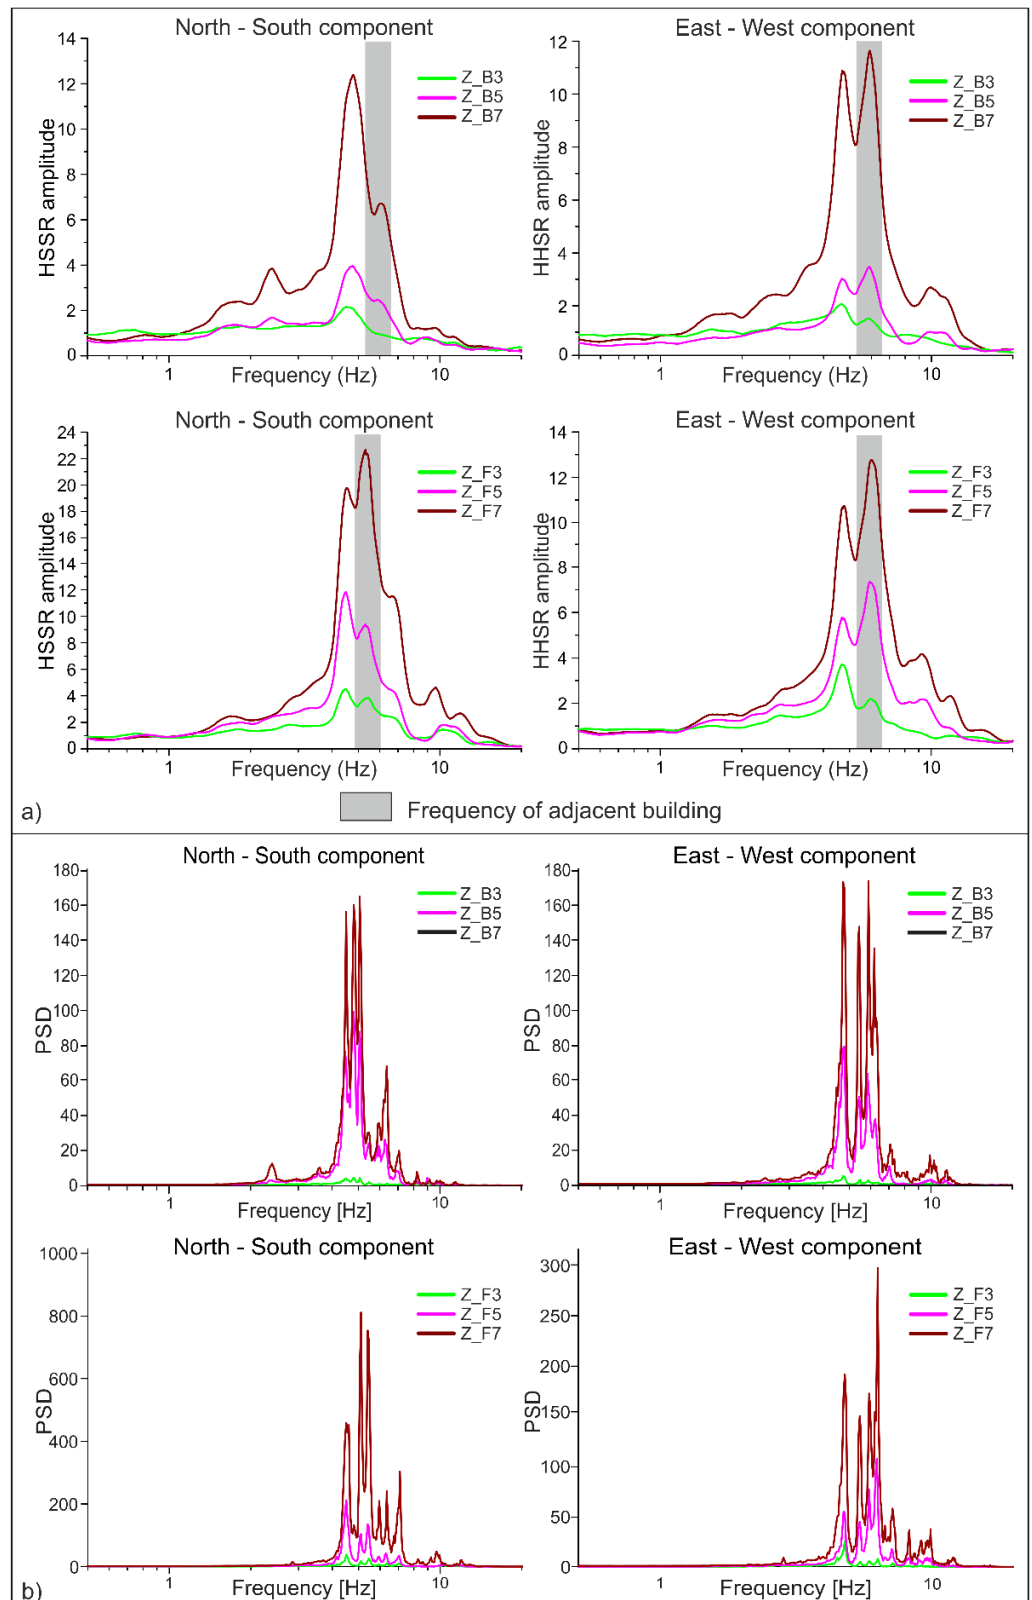 North - South component
14
12
10
8
6
4
2
0
HSSR amplitude
Z_B3
Z_B5
Z_B7
1
10
Frequency (Hz)
East - West component
12
10
8
6
4
2
0
HHSR amplitude
Z_B3
Z_B5
Z_B7
1
10
Frequency (Hz)
North - South component
24
22
20
18
16
14
12
10
8
6
4
2
0
HSSR amplitude
Z_F3
Z_F5
Z_F7
1
10
Frequency (Hz)
East - West component
14
12
10
8
6
4
2
0
HHSR amplitude
Z_F3
Z_F5
Z_F7
1
10
Frequency (Hz)
a)
Frequency of adjacent building
North - South component
180
160
140
120
100
80
60
40
20
0
PSD
Z_B3
Z_B5
Z_B7
1
10
Frequency [Hz]
East - West component
180
160
140
120
100
80
60
40
20
0
PSD
Z_B3
Z_B5
Z_B7
1
10
Frequency [Hz]
North - South component
1000
800
600
400
200
0
PSD
Z_F3
Z_F5
Z_F7
1
10
Frequency [Hz]
East - West component
300
250
200
150
100
50
0
PSD
Z_F3
Z_F5
Z_F7
1
10
Frequency [Hz]
b)